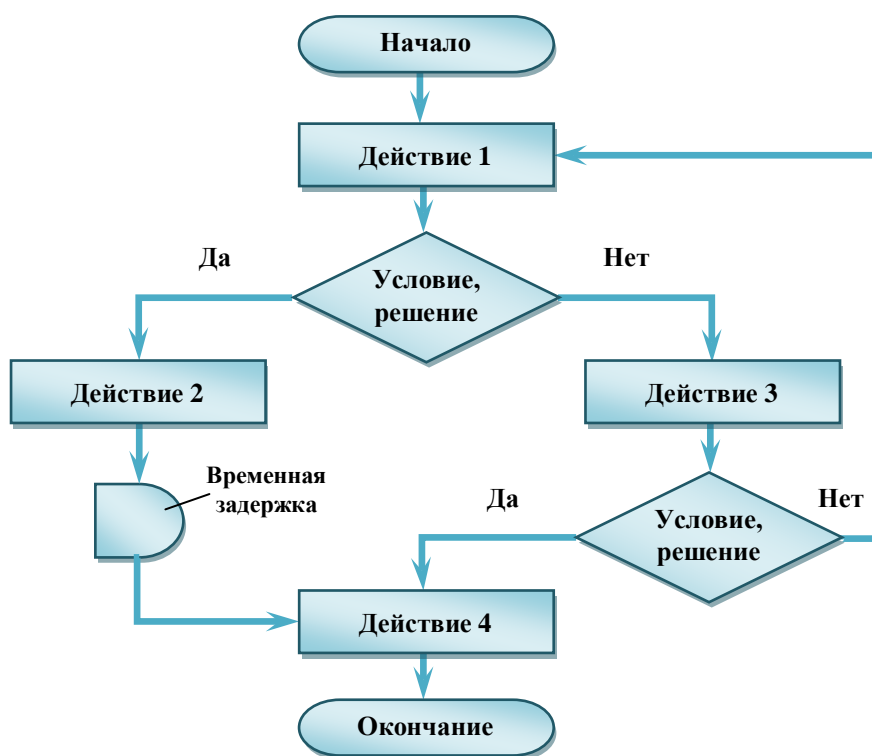 Начало
Действие 1
Да
Нет
Условие,
решение
Действие 2
Действие 3
Временная
задержка
Да
Нет
Условие,
решение
Действие 4
Окончание